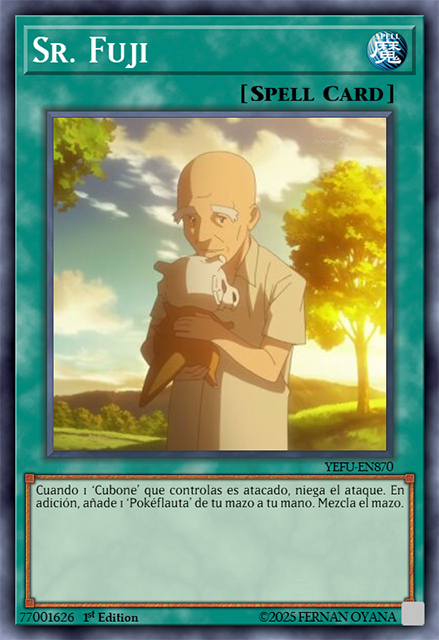 Sr. Fuji
SPELL
魔
[Spell Card]
YEFU-EN870
Cuando 1 ‘Cubone’ que controlas es atacado, niega el ataque. En
adición, añade 1 ‘Pokéflauta’ de tu mazo a tu mano. Mezcla el mazo.
77001626 1st Edition ©2025 FERNAN OYANA